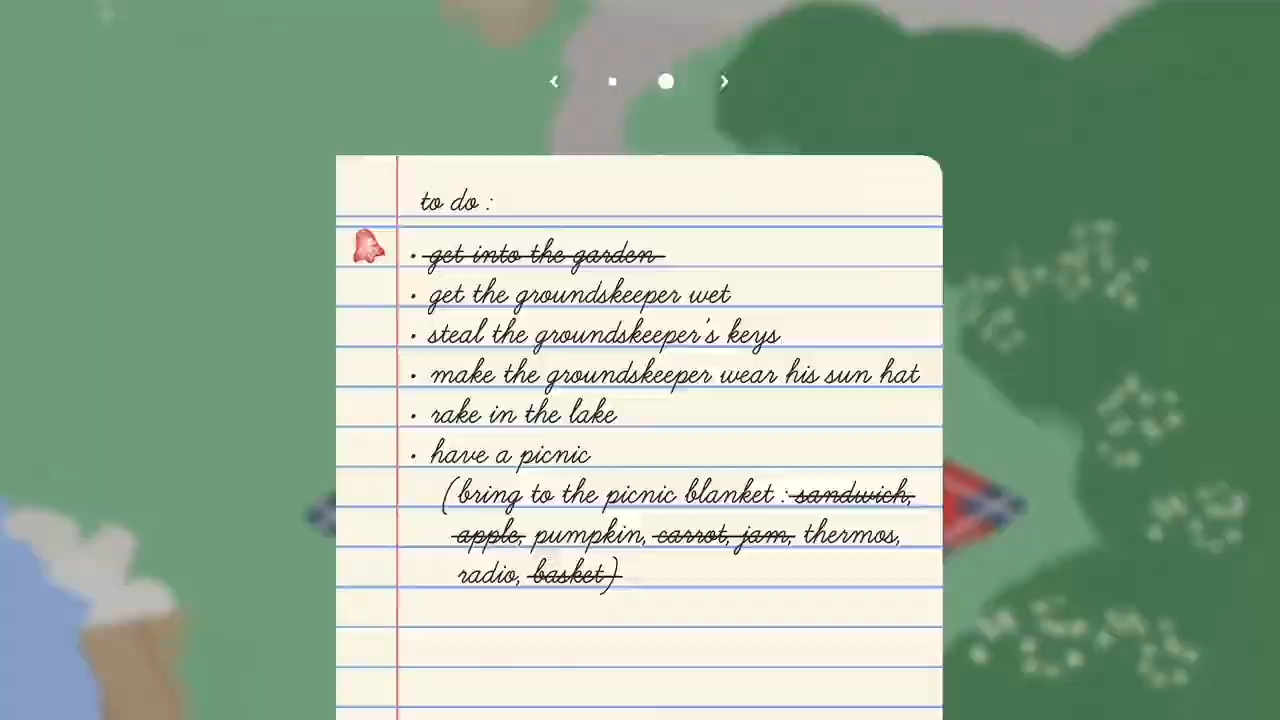 to do :
• get into the garden
• get the groundskeeper wet
• steal the groundskeeper's keys
• make the groundskeeper wear his sun hat
• rake in the lake
• have a picnic
(bring to the picnic blanket : sandwich,
apple, pumpkin, carrot, jam, thermos,
radio, basket)